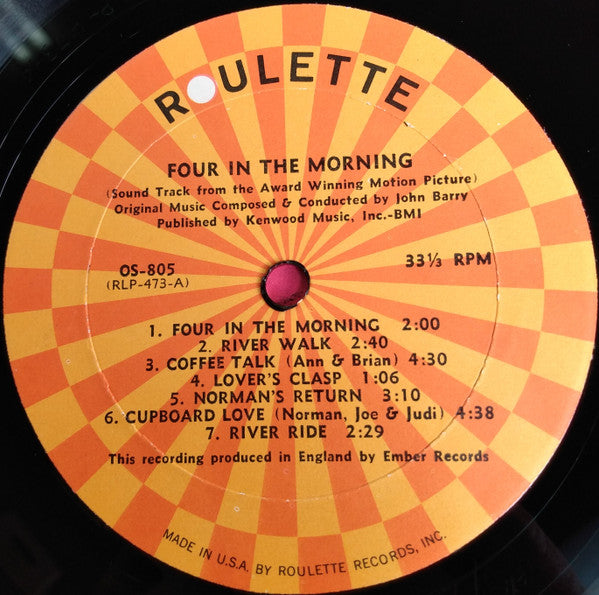 ROULETTE
FOUR IN THE MORNING
(Sound Track from the Award Winning Motion Picture)
Original Music Composed & Conducted by John Barry
Published by Kenwood Music, Inc.-BMI
OS-805 33⅓ RPM
(RLP-473-A)
1. FOUR IN THE MORNING 2:00
2. RIVER WALK 2:40
3. COFFEE TALK (Ann & Brian) 4:30
4. LOVER'S CLASP 1:06
5. NORMAN'S RETURN 3:10
6. CUPBOARD LOVE (Norman, Joe & Judi) 4:38
7. RIVER RIDE 2:29
This recording produced in England by Ember Records
MADE IN U.S.A. BY ROULETTE RECORDS, INC.